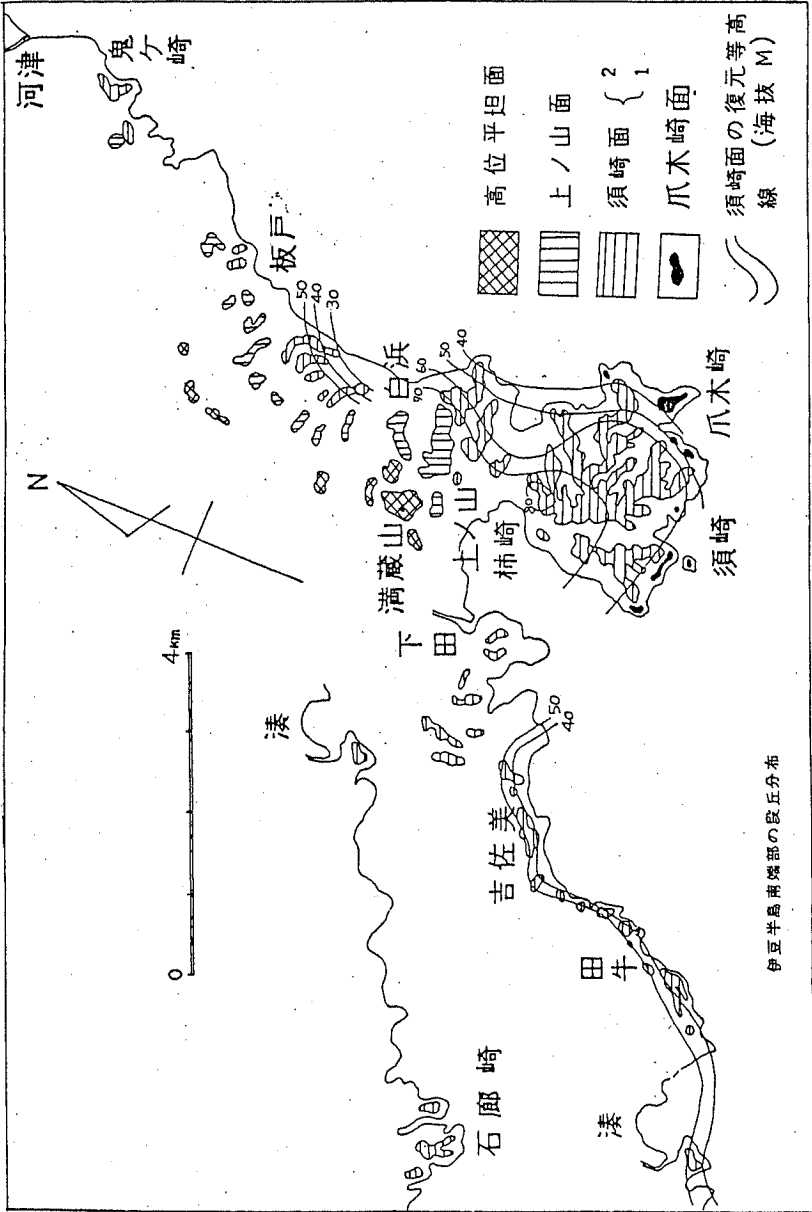 河津
鬼ケ崎
板戸
白浜
50
40
30
60
50
40
80
30
N
満蔵山
上ノ山
柿崎
須崎
爪木崎
下田
50
40
吉佐美
田牛
湊
湊
石廊崎
0
4km
高位平坦面
上ノ山面
須崎面 { 2
1
爪木崎面
須崎面の復元等高
線 (海抜 M)
伊豆半島南端部の段丘分布